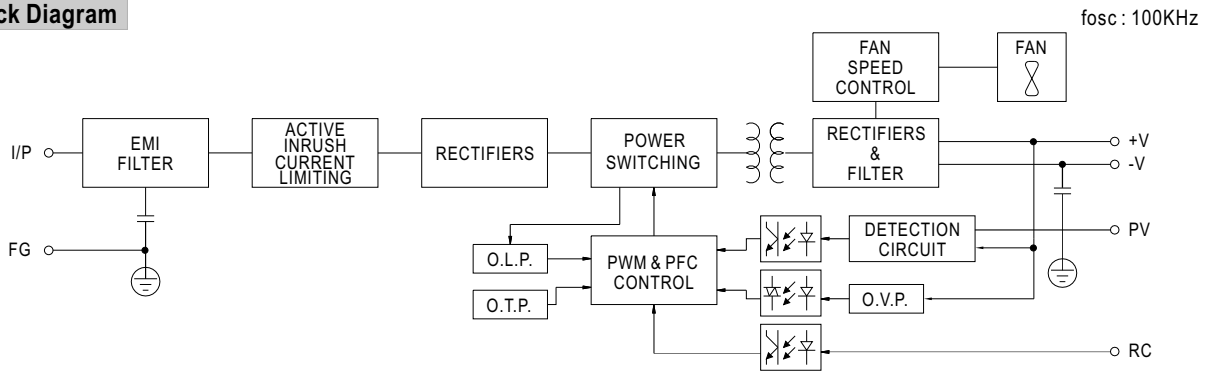 ck Diagram
fosc : 100KHz
FAN
SPEED
CONTROL
FAN
I/P
EMI
FILTER
ACTIVE
INRUSH
CURRENT
LIMITING
RECTIFIERS
POWER
SWITCHING
RECTIFIERS
&
FILTER
+V
-V
FG
O.L.P.
O.T.P.
PWM & PFC
CONTROL
DETECTION
CIRCUIT
PV
O.V.P.
RC